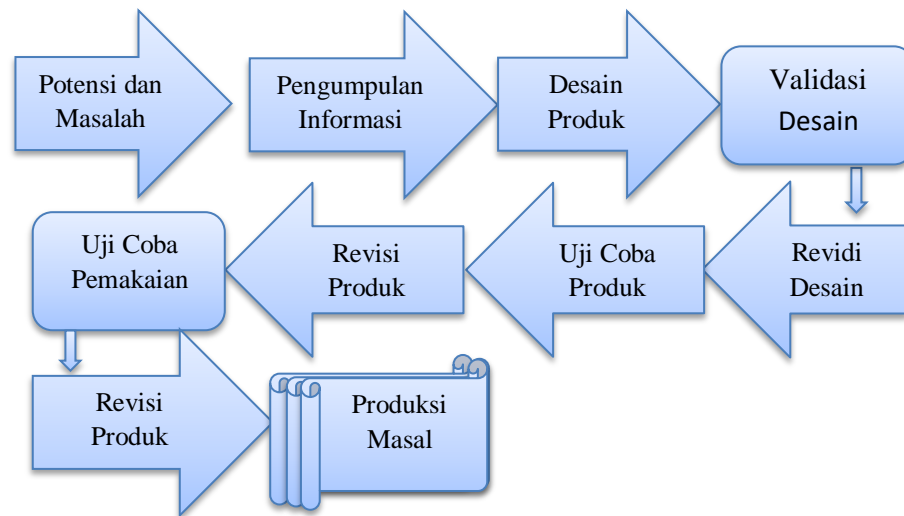 Potensi dan
Masalah
Pengumpulan
Informasi
Desain
Produk
Validasi
Desain
Revidi
Desain
Uji Coba
Produk
Revisi
Produk
Uji Coba
Pemakaian
Revisi
Produk
Produksi
Masal